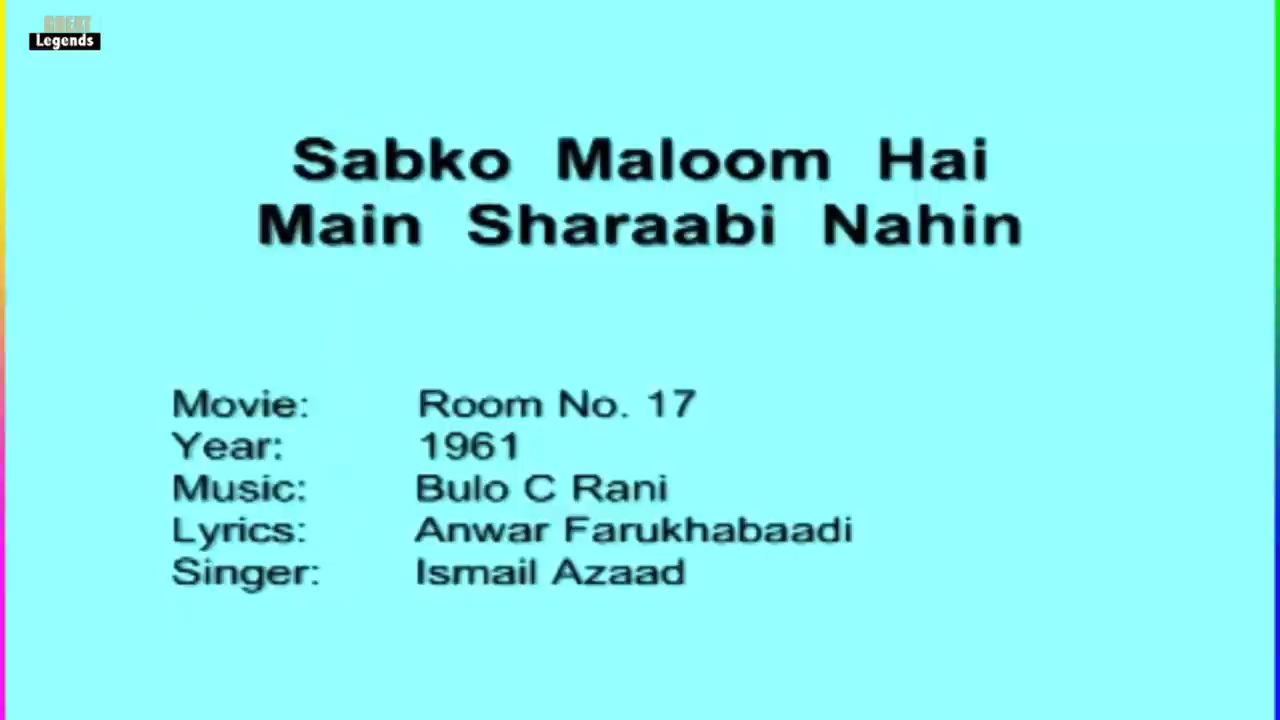 GREAT
Legends
Sabko Maloom Hai
Main Sharaabi Nahin
Movie: Room No. 17
Year: 1961
Music: Bulo C Rani
Lyrics: Anwar Farukhabaadi
Singer: Ismail Azaad